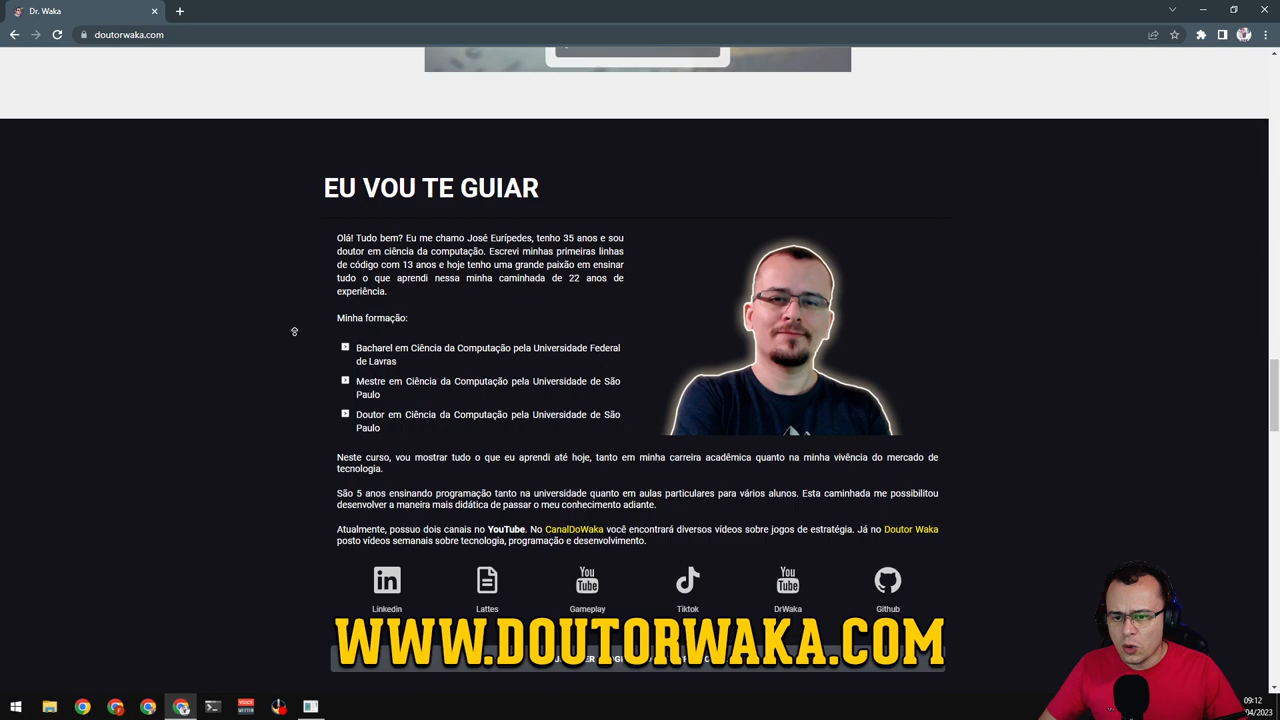 Dr. Waka
doutorwaka.com
EU VOU TE GUIAR
Olá! Tudo bem? Eu me chamo José Eurípedes, tenho 35 anos e sou
doutor em ciência da computação. Escrevi minhas primeiras linhas
de código com 13 anos e hoje tenho uma grande paixão em ensinar
tudo o que aprendi nessa minha caminhada de 22 anos de
experiência.
Minha formação:
Bacharel em Ciência da Computação pela Universidade Federal
de Lavras
Mestre em Ciência da Computação pela Universidade de São
Paulo
Doutor em Ciência da Computação pela Universidade de São
Paulo
Neste curso, vou mostrar tudo o que eu aprendi até hoje, tanto em minha carreira acadêmica quanto na minha vivência do mercado de
tecnologia.
São 5 anos ensinando programação tanto na universidade quanto em aulas particulares para vários alunos. Esta caminhada me possibilitou
desenvolver a maneira mais didática de passar o meu conhecimento adiante.
Atualmente, possuo dois canais no YouTube. No CanalDoWaka você encontrará diversos vídeos sobre jogos de estratégia. Já no Doutor Waka
posto vídeos semanais sobre tecnologia, programação e desenvolvimento.
You Tube You Tube
Linkedin Lattes Gameplay Tiktok DrWaka Github
WWW.DOUTORWAKA.COM
09:12
04/2023